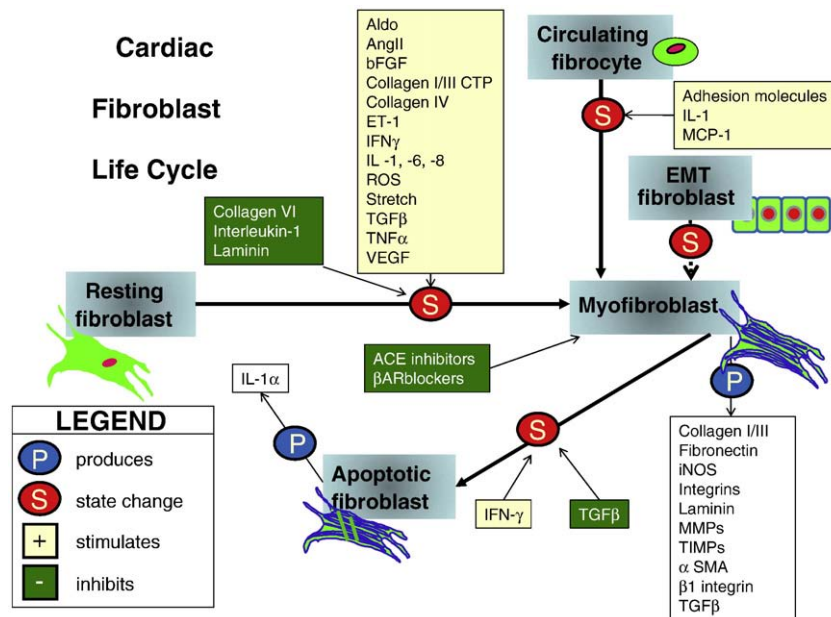 Cardiac
Fibroblast
Life Cycle
Aldo
AngII
bFGF
Collagen I/III CTP
Collagen IV
ET-1
IFNγ
IL -1, -6, -8
ROS
Stretch
TGFβ
TNFα
VEGF
Circulating
fibrocyte
S
Adhesion molecules
IL-1
MCP-1
EMT
fibroblast
S
Collagen VI
Interleukin-1
Laminin
Resting
fibroblast
S
Myofibroblast
ACE inhibitors
βARblockers
P
IL-1α
P
Apoptotic
fibroblast
S
IFN-γ
TGFβ
Collagen I/III
Fibronectin
iNOS
Integrins
Laminin
MMPs
TIMPs
α SMA
β1 integrin
TGFβ
LEGEND
P produces
S state change
+ stimulates
- inhibits